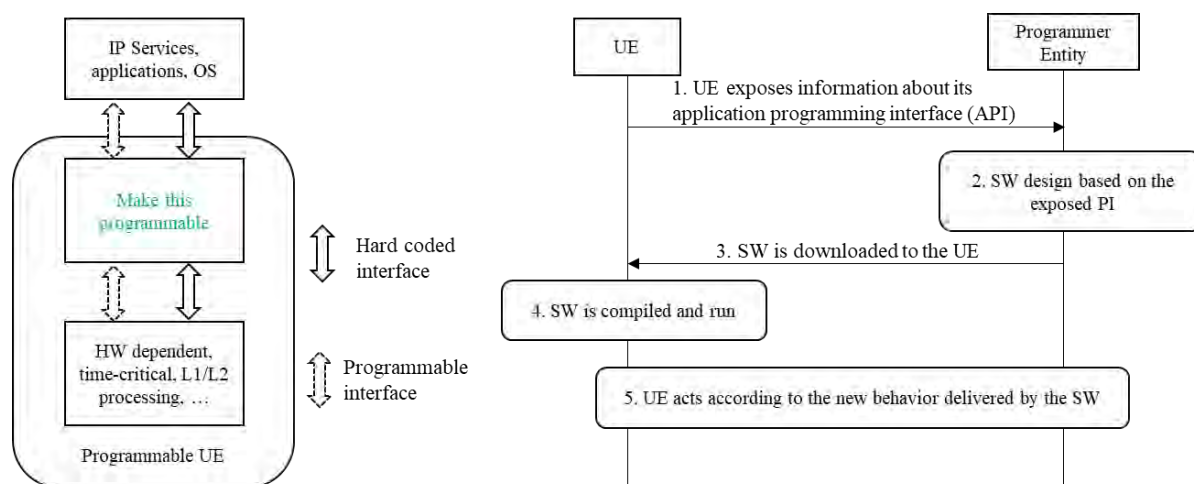 IP Services,
applications, OS
Make this
programmable
HW dependent,
time-critical, L1/L2
processing, …
Programmable UE
Hard coded
interface
Programmable
interface
UE
Programmer
Entity
1. UE exposes information about its
application programming interface (API)
2. SW design based on the
exposed PI
3. SW is downloaded to the UE
4. SW is compiled and run
5. UE acts according to the new behavior delivered by the SW